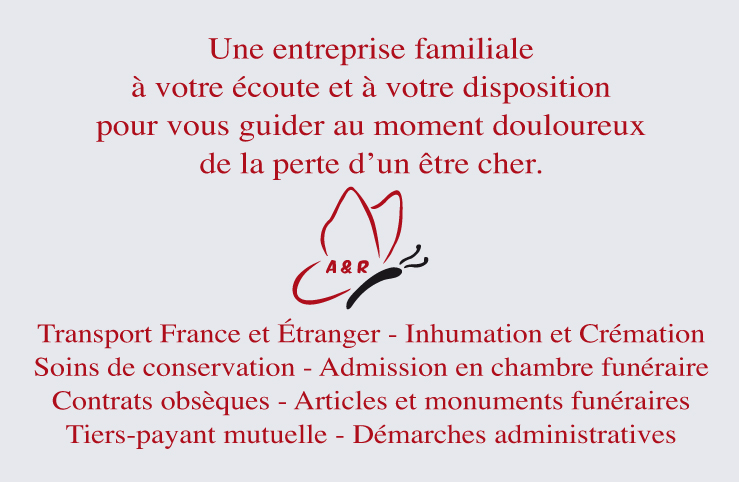 Une entreprise familiale
à votre écoute et à votre disposition
pour vous guider au moment douloureux
de la perte d’un être cher.
A & R
Transport France et Étranger - Inhumation et Crémation
Soins de conservation - Admission en chambre funéraire
Contrats obsèques - Articles et monuments funéraires
Tiers-payant mutuelle - Démarches administratives